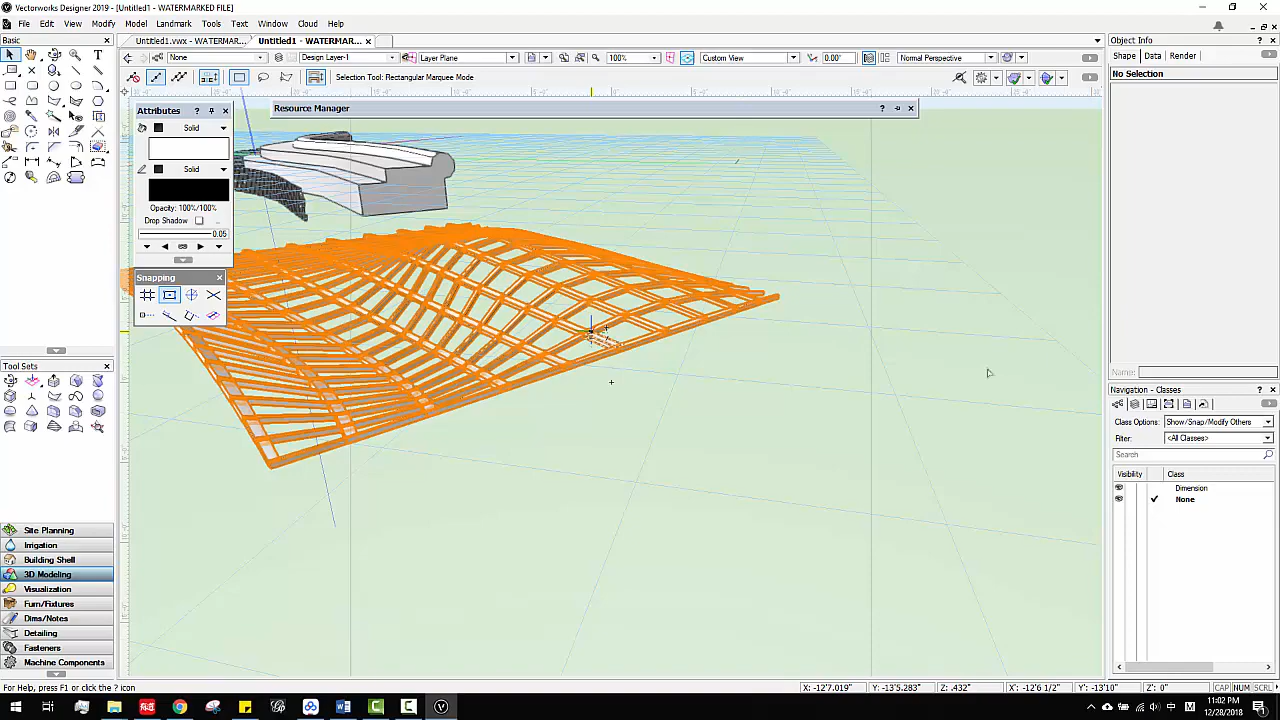 Vectorworks Designer 2019 - [Untitled1 - WATERMARKED FILE]
File Edit View Modify Model Landmark Tools Text Window Cloud Help
Basic
Untitled1.vwx - WATERMAR...
Untitled1 - WATERMARK...
None
Design Layer-1
Layer Plane
100%
Custom View
0.00°
Normal Perspective
Selection Tool: Rectangular Marquee Mode
Object Info
Shape Data Render
No Selection
Attributes
Resource Manager
Solid
Solid
Opacity: 100%/100%
Drop Shadow
0.05
Snapping
Tool Sets
Name:
Navigation - Classes
Class Options: Show/Snap/Modify Others
Filter: <All Classes>
Search
Visibility Class
Dimension
None
Site Planning
Irrigation
Building Shell
3D Modeling
Visualization
Furn/Fixtures
Dims/Notes
Detailing
Fasteners
Machine Components
For Help, press F1 or click the ? icon
X: -12'7.019" Y: -13'5.283" Z: .432" X': -12'6 1/2" Y': -13'10" Z': 0" CAP NUM SCRL
11:02 PM
12/28/2018